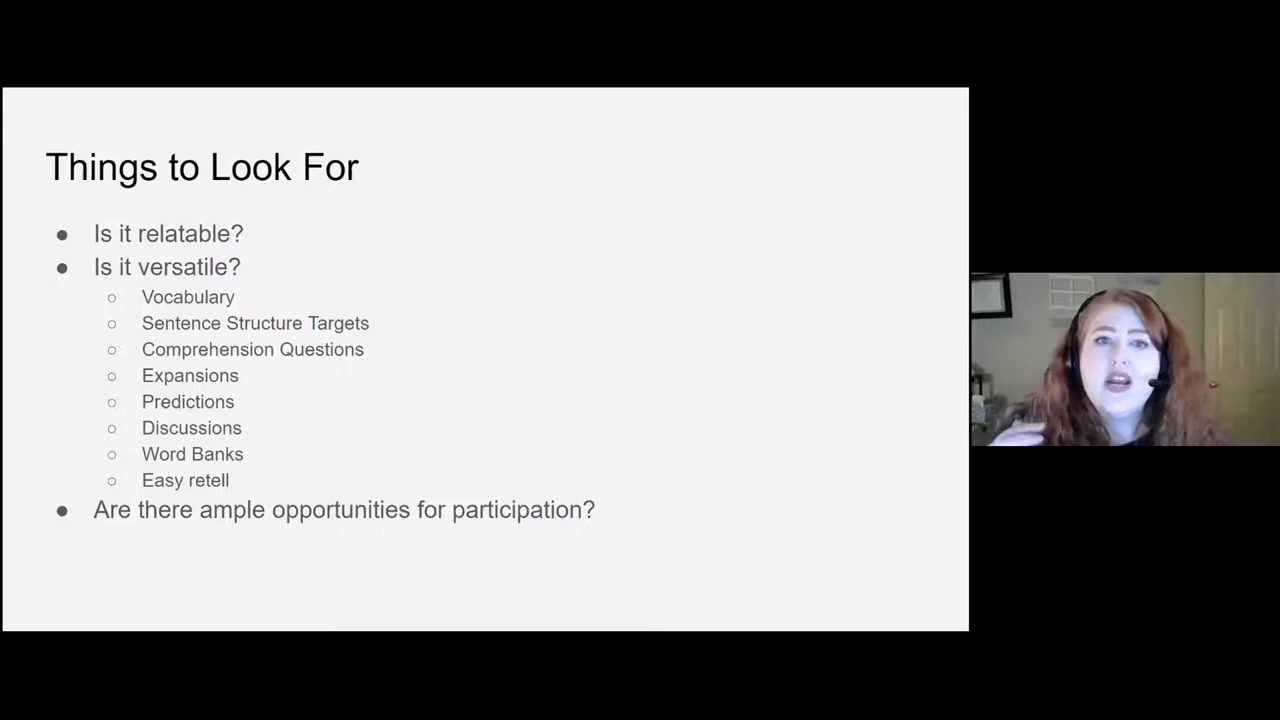 Things to Look For
● Is it relatable?
● Is it versatile?
○ Vocabulary
○ Sentence Structure Targets
○ Comprehension Questions
○ Expansions
○ Predictions
○ Discussions
○ Word Banks
○ Easy retell
● Are there ample opportunities for participation?